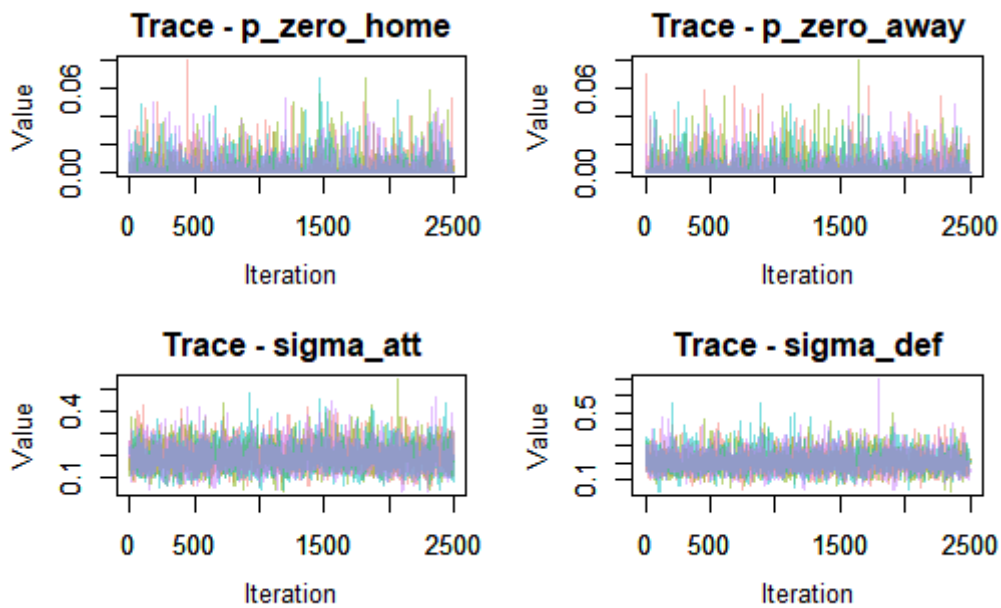 Trace - p_zero_home
Value
0.06
0.00
0
500
1500
2500
Iteration
Trace - p_zero_away
Value
0.06
0.00
0
500
1500
2500
Iteration
Trace - sigma_att
Value
0.4
0.1
0
500
1500
2500
Iteration
Trace - sigma_def
Value
0.5
0.1
0
500
1500
2500
Iteration